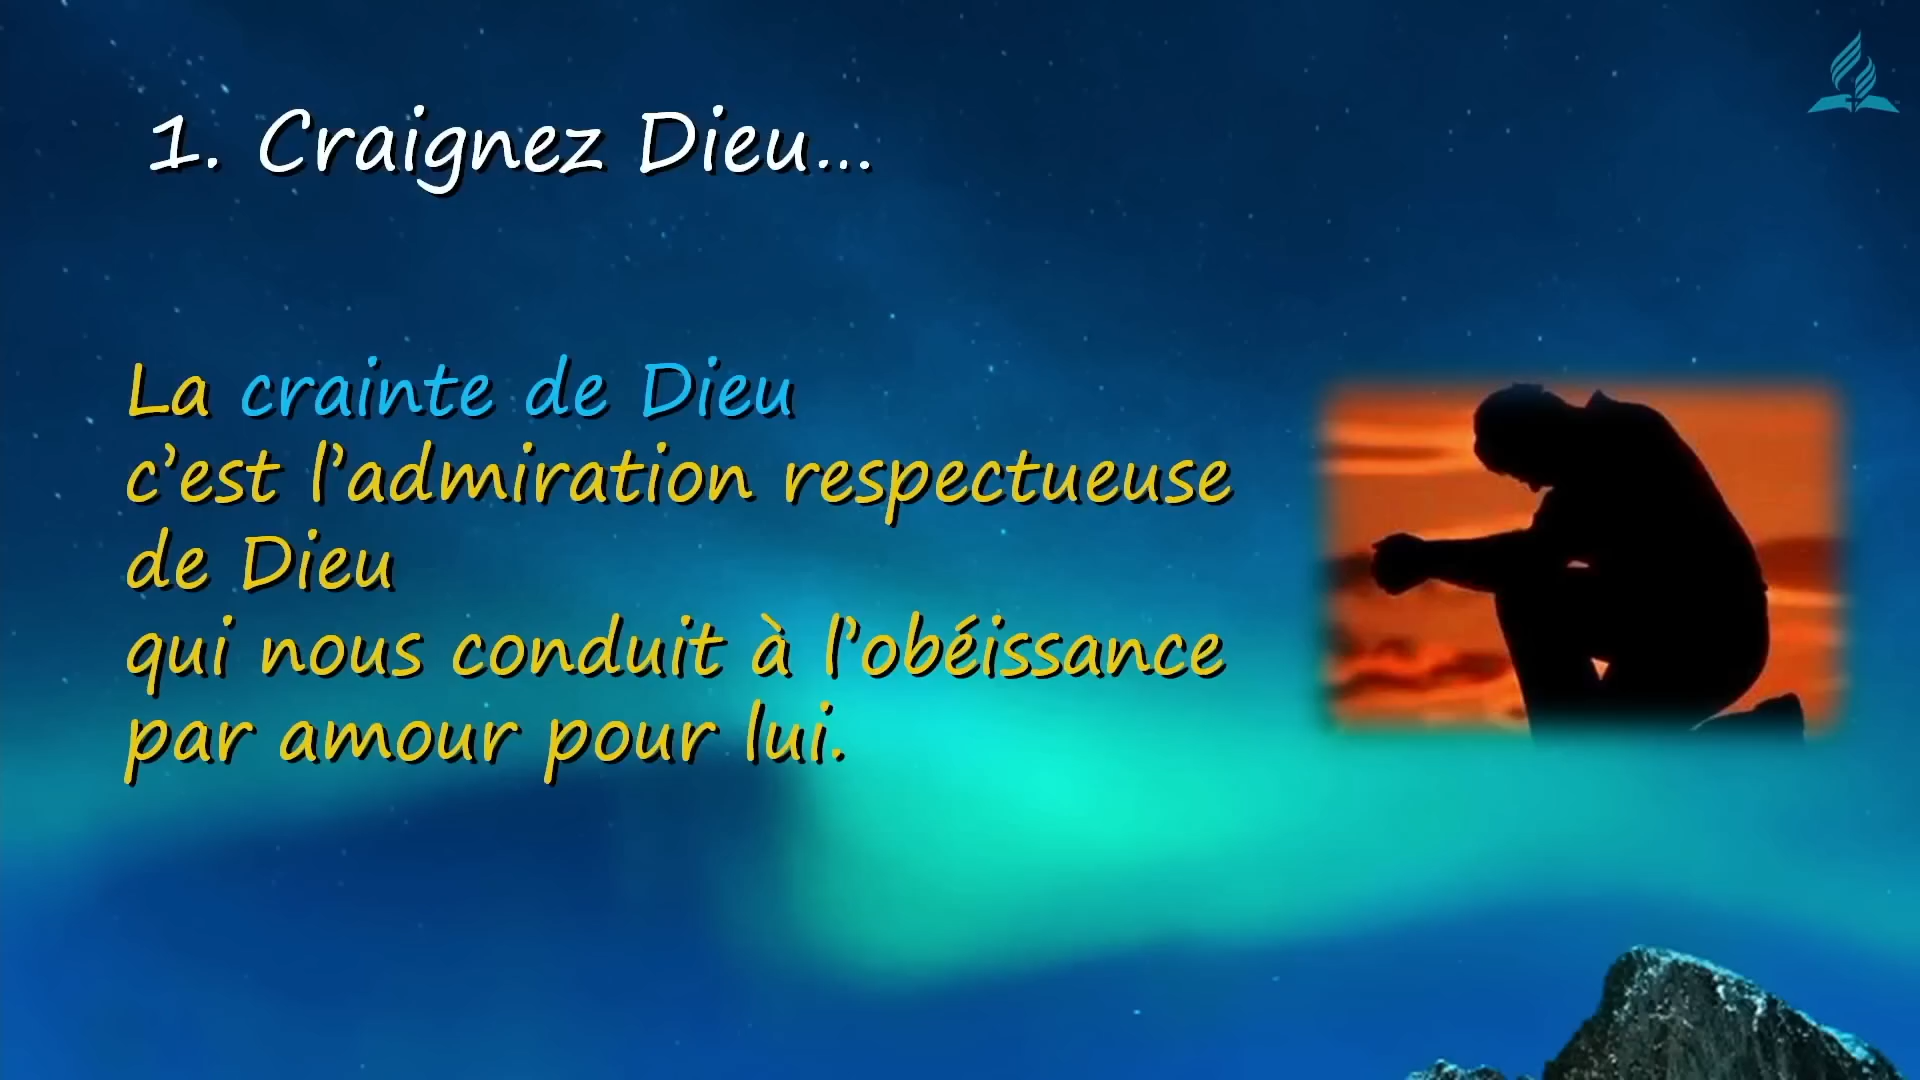 1. Craignez Dieu...
La crainte de Dieu
c’est l’admiration respectueuse
de Dieu
qui nous conduit à l’obéissance
par amour pour lui.